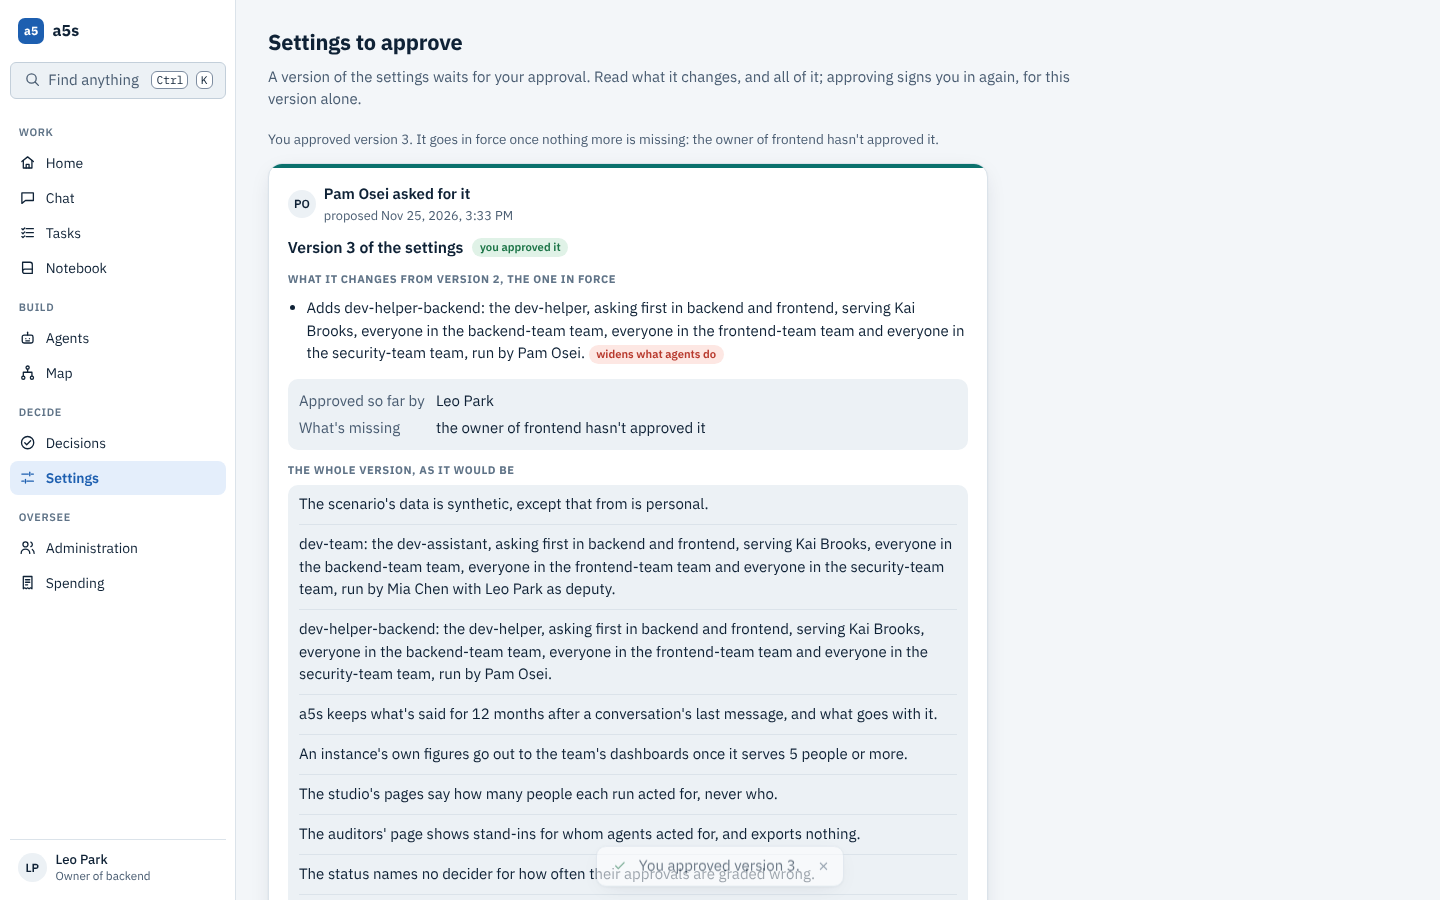 a5 a5s
Find anything Ctrl K
WORK
Home
Chat
Tasks
Notebook
BUILD
Agents
Map
DECIDE
Decisions
Settings
OVERSEE
Administration
Spending
LP Leo Park
Owner of backend
Settings to approve
A version of the settings waits for your approval. Read what it changes, and all of it; approving signs you in again, for this
version alone.
You approved version 3. It goes in force once nothing more is missing: the owner of frontend hasn't approved it.
PO Pam Osei asked for it
proposed Nov 25, 2026, 3:33 PM
Version 3 of the settings you approved it
WHAT IT CHANGES FROM VERSION 2, THE ONE IN FORCE
• Adds dev-helper-backend: the dev-helper, asking first in backend and frontend, serving Kai
Brooks, everyone in the backend-team team, everyone in the frontend-team team and everyone in
the security-team team, run by Pam Osei. widens what agents do
Approved so far by Leo Park
What's missing the owner of frontend hasn't approved it
THE WHOLE VERSION, AS IT WOULD BE
The scenario's data is synthetic, except that from is personal.
dev-team: the dev-assistant, asking first in backend and frontend, serving Kai Brooks, everyone in
the backend-team team, everyone in the frontend-team team and everyone in the security-team
team, run by Mia Chen with Leo Park as deputy.
dev-helper-backend: the dev-helper, asking first in backend and frontend, serving Kai Brooks,
everyone in the backend-team team, everyone in the frontend-team team and everyone in the
security-team team, run by Pam Osei.
a5s keeps what's said for 12 months after a conversation's last message, and what goes with it.
An instance's own figures go out to the team's dashboards once it serves 5 people or more.
The studio's pages say how many people each run acted for, never who.
The auditors' page shows stand-ins for whom agents acted for, and exports nothing.
The status names no decider for how often their approvals are graded wrong.
You approved version 3.